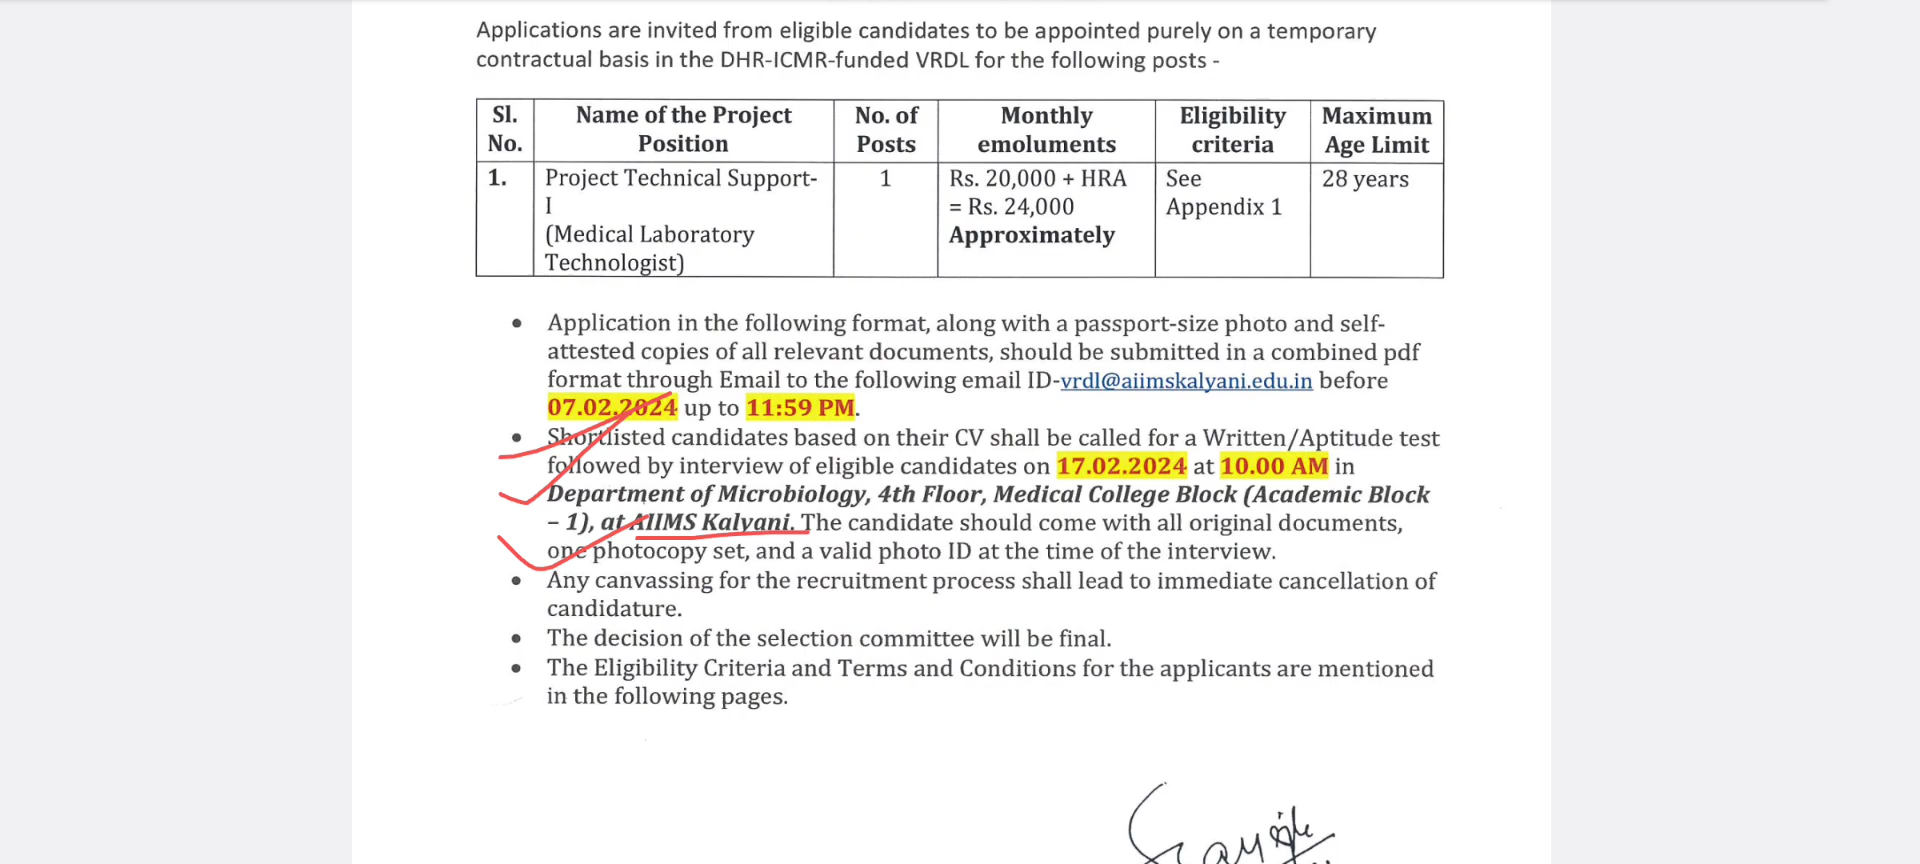 Applications are invited from eligible candidates to be appointed purely on a temporary
contractual basis in the DHR-ICMR-funded VRDL for the following posts -
Sl. No. Name of the Project Position No. of Posts Monthly emoluments Eligibility criteria Maximum Age Limit
1. Project Technical Support- 1 Rs. 20,000 + HRA See 28 years
I = Rs. 24,000 Appendix 1
(Medical Laboratory Approximately
Technologist)
• Application in the following format, along with a passport-size photo and self-
attested copies of all relevant documents, should be submitted in a combined pdf
format through Email to the following email ID-vrdl@aiimskalyani.edu.in before
07.02.2024 up to 11:59 PM.
• Shortlisted candidates based on their CV shall be called for a Written/Aptitude test
followed by interview of eligible candidates on 17.02.2024 at 10.00 AM in
Department of Microbiology, 4th Floor, Medical College Block (Academic Block
– 1), at AIIMS Kalyani. The candidate should come with all original documents,
one photocopy set, and a valid photo ID at the time of the interview.
• Any canvassing for the recruitment process shall lead to immediate cancellation of
candidature.
• The decision of the selection committee will be final.
• The Eligibility Criteria and Terms and Conditions for the applicants are mentioned
in the following pages.